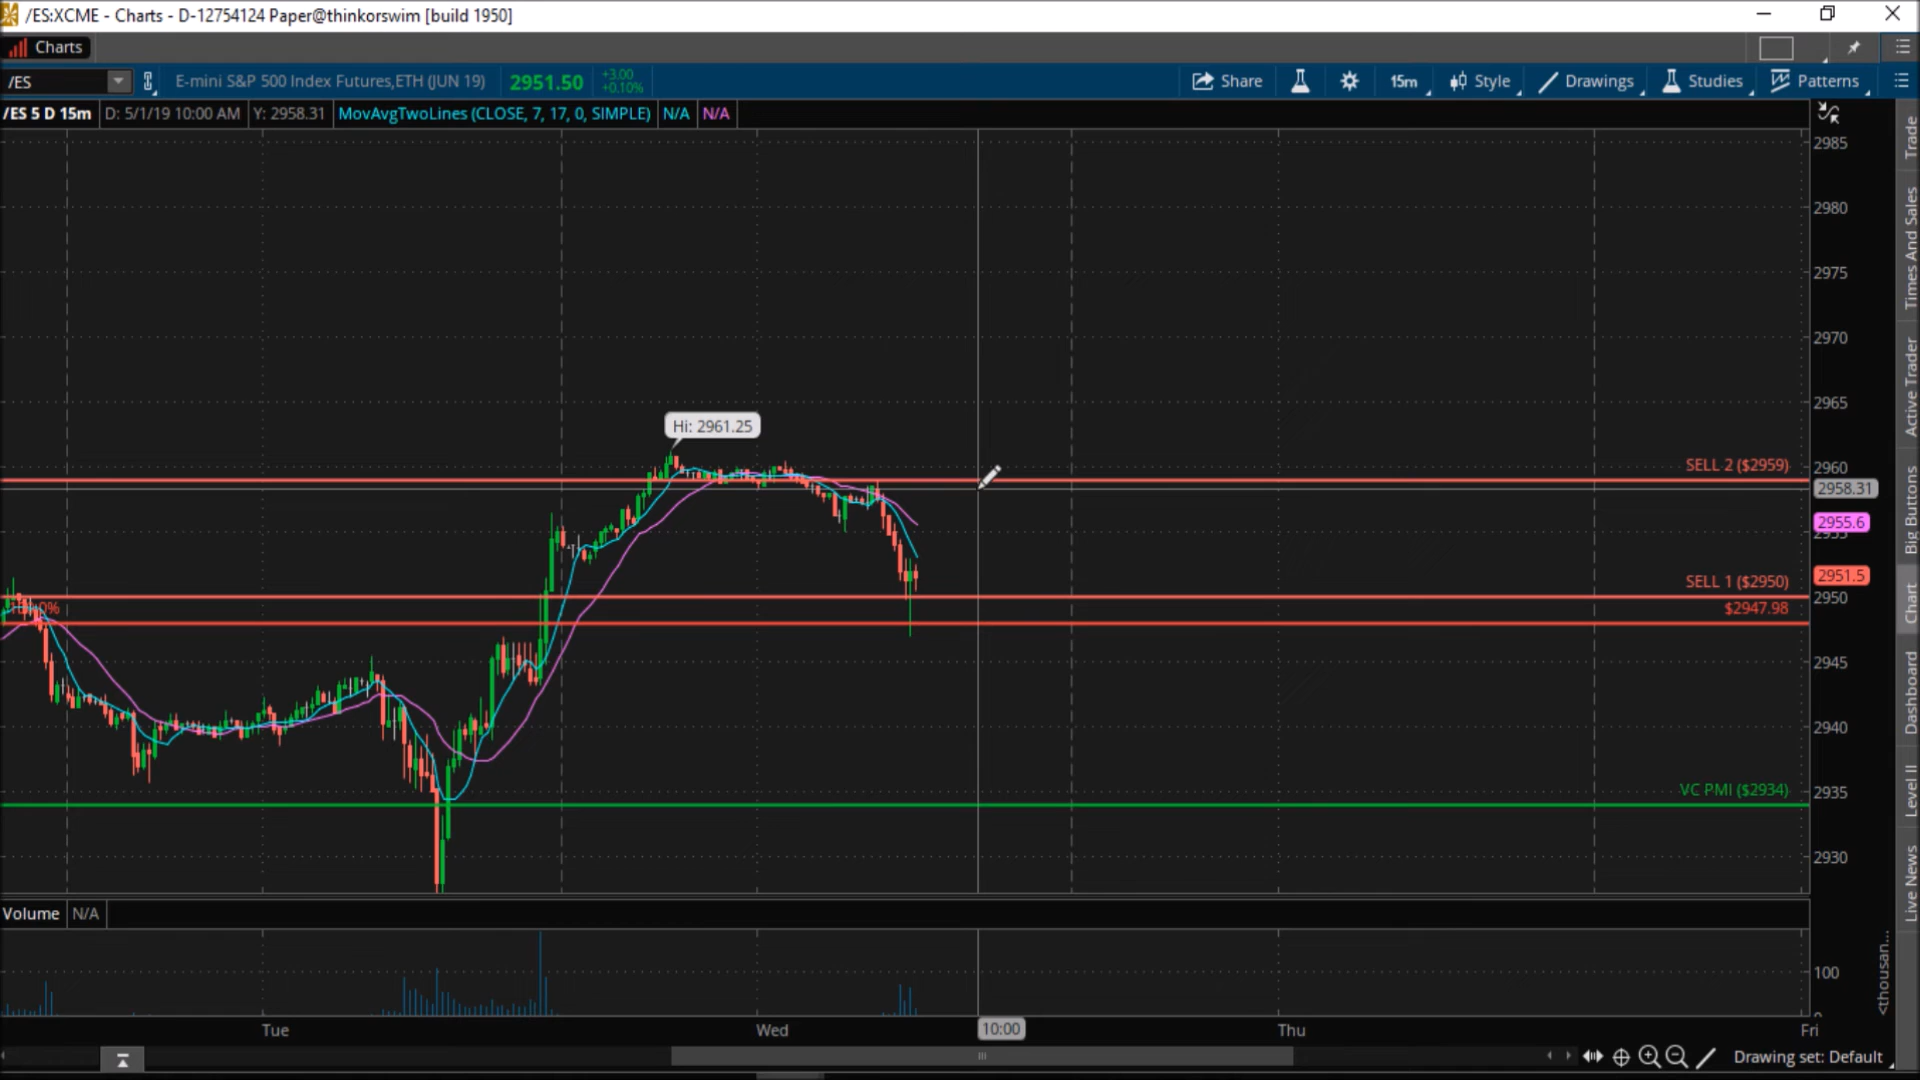 /ES:XCME - Charts - D-12754124 Paper@thinkorswim [build 1950]
Charts
/ES E-mini S&P 500 Index Futures,ETH (JUN 19) 2951.50 +3.00 +0.10% Share 15m Style Drawings Studies Patterns
/ES 5 D 15m D: 5/1/19 10:00 AM Y: 2958.31 MovAvgTwoLines (CLOSE, 7, 17, 0, SIMPLE) N/A N/A
2985
2980
2975
2970
2965
Hi: 2961.25
SELL 2 ($2959) 2960
2958.31
2955.6
2955
2951.5
SELL 1 ($2950)
2950
$2947.98
2945
2940
VC PMI ($2934) 2935
2930
Volume N/A
100
0
<thousan...
Tue Wed 10:00 Thu Fri
Drawing set: Default
Trade
Times And Sales
Active Trader
Big Buttons
Chart
Dashboard
Level II
Live News